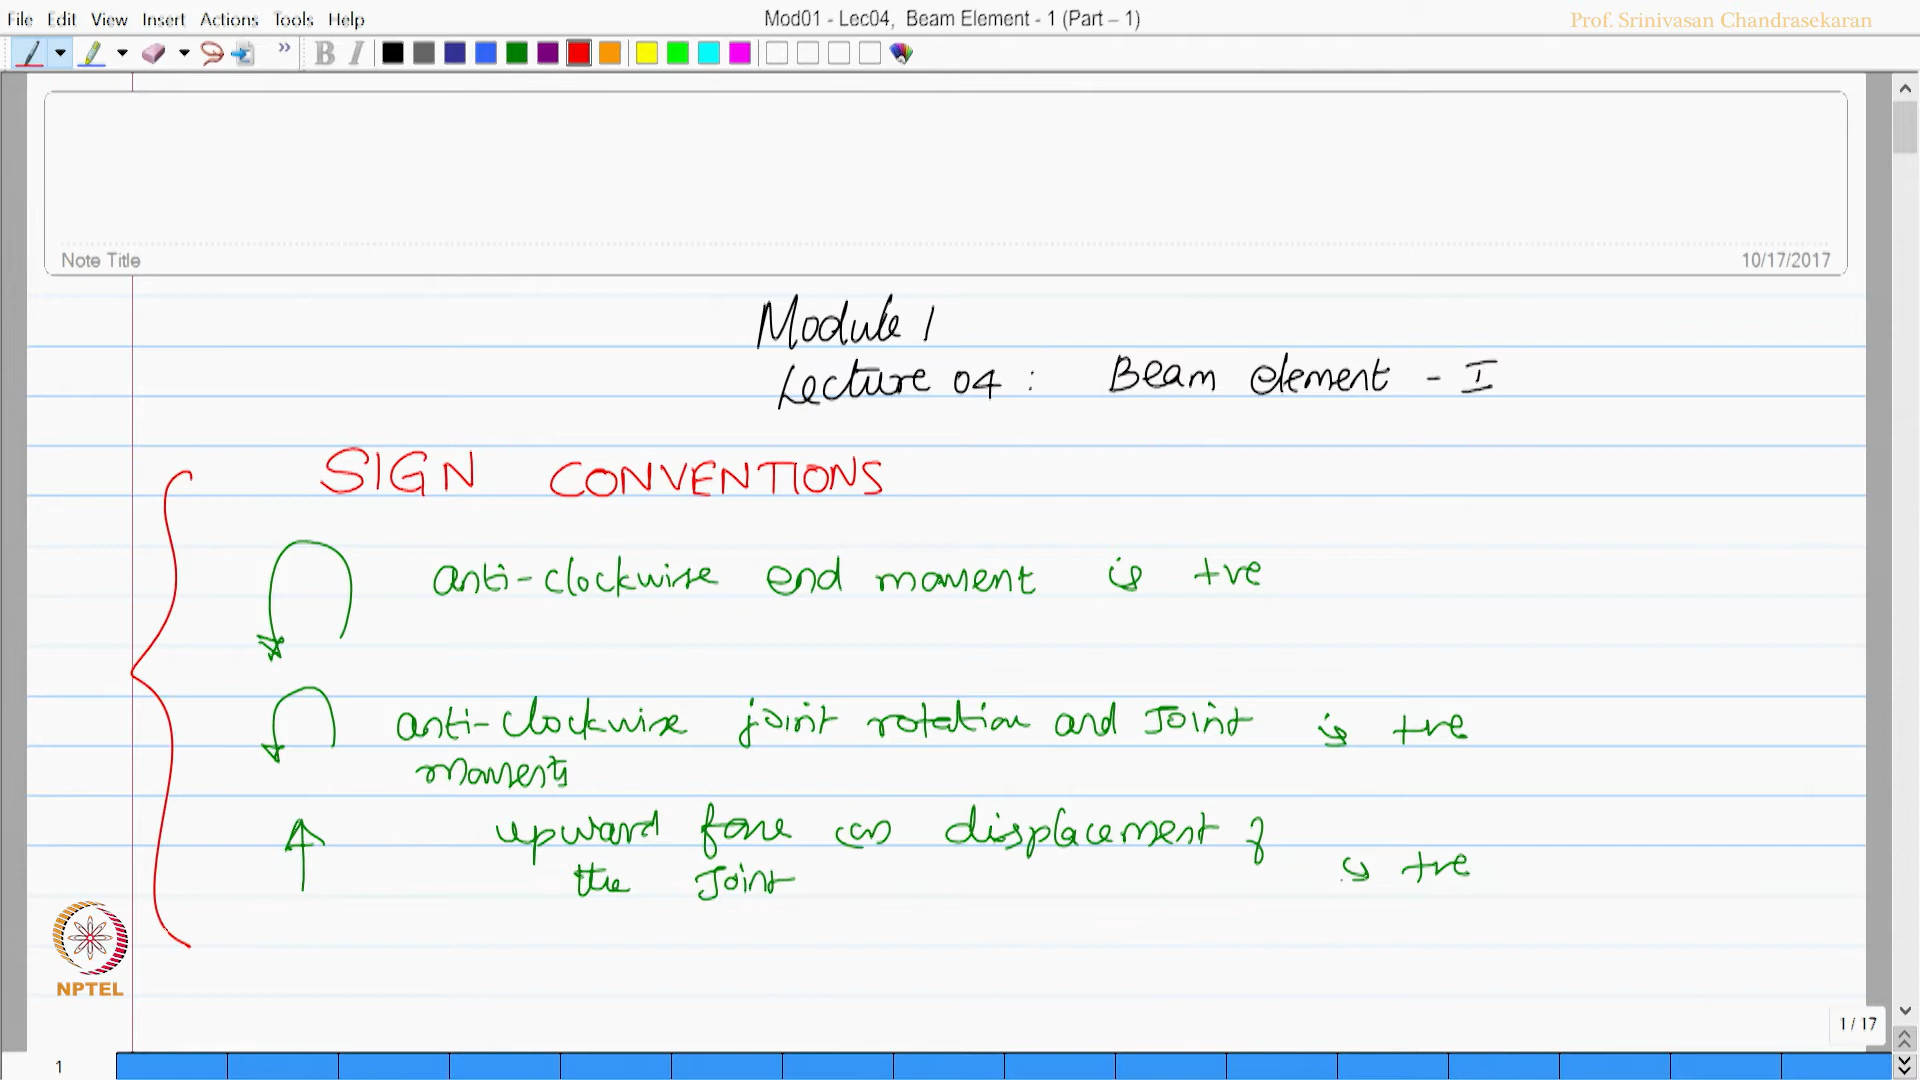 File Edit View Insert Actions Tools Help
Mod01 - Lec04, Beam Element - 1 (Part – 1)
Prof. Srinivasan Chandrasekaran
B I
Note Title
10/17/2017
Module 1
Lecture 04 : Beam element - I
SIGN CONVENTIONS
anti-clockwise end moment is +ve
anti-clockwise joint rotation and Joint is +ve
moments
upward force (or) displacement of
the Joint is +ve
NPTEL
1 / 17
1